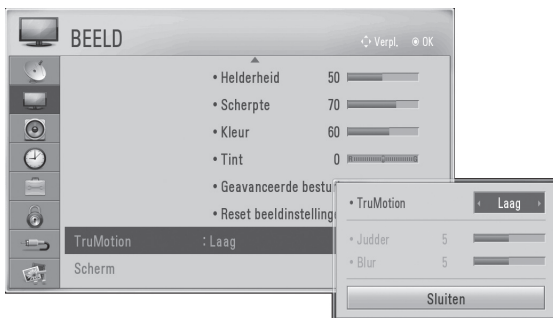 BEELD
Verpl. OK
• Helderheid 50
• Scherpte 70
• Kleur 60
• Tint 0
• Geavanceerde bestu
• Reset beeldinstelling
TruMotion : Laag
Scherm
• TruMotion Laag
• Judder 5
• Blur 5
Sluiten